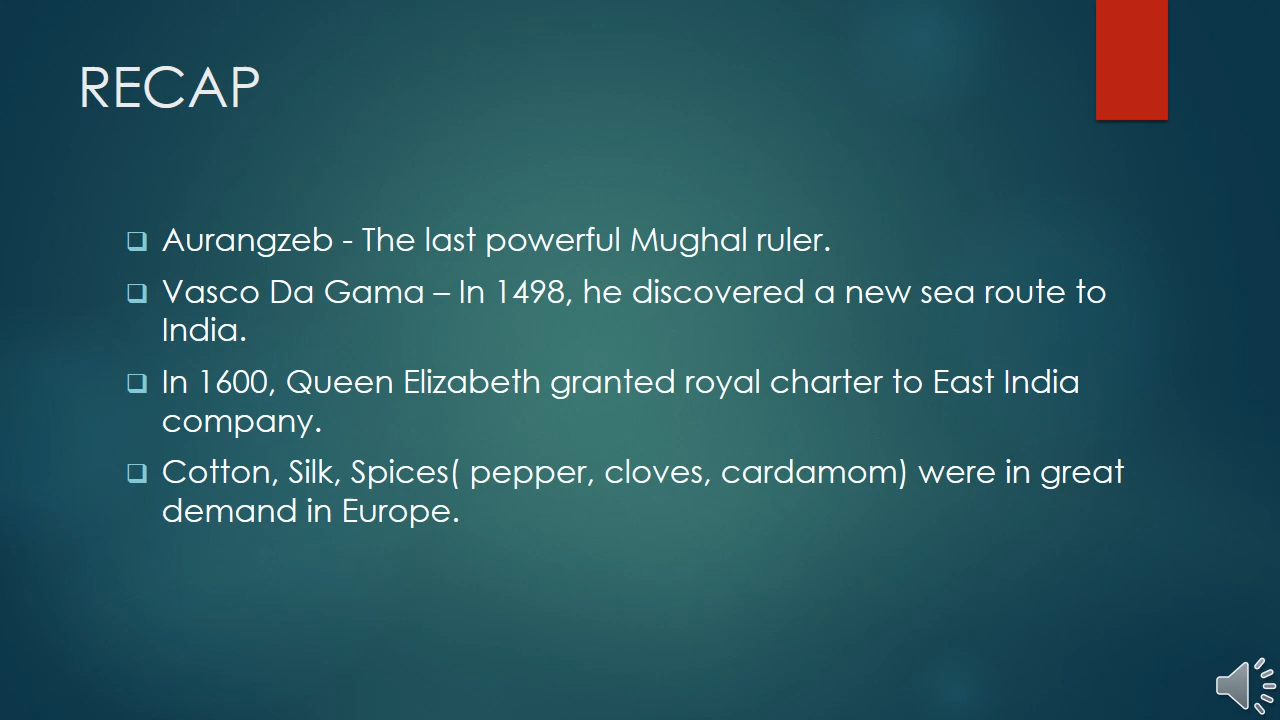 RECAP
Aurangzeb - The last powerful Mughal ruler.
Vasco Da Gama – In 1498, he discovered a new sea route to
India.
In 1600, Queen Elizabeth granted royal charter to East India
company.
Cotton, Silk, Spices( pepper, cloves, cardamom) were in great
demand in Europe.